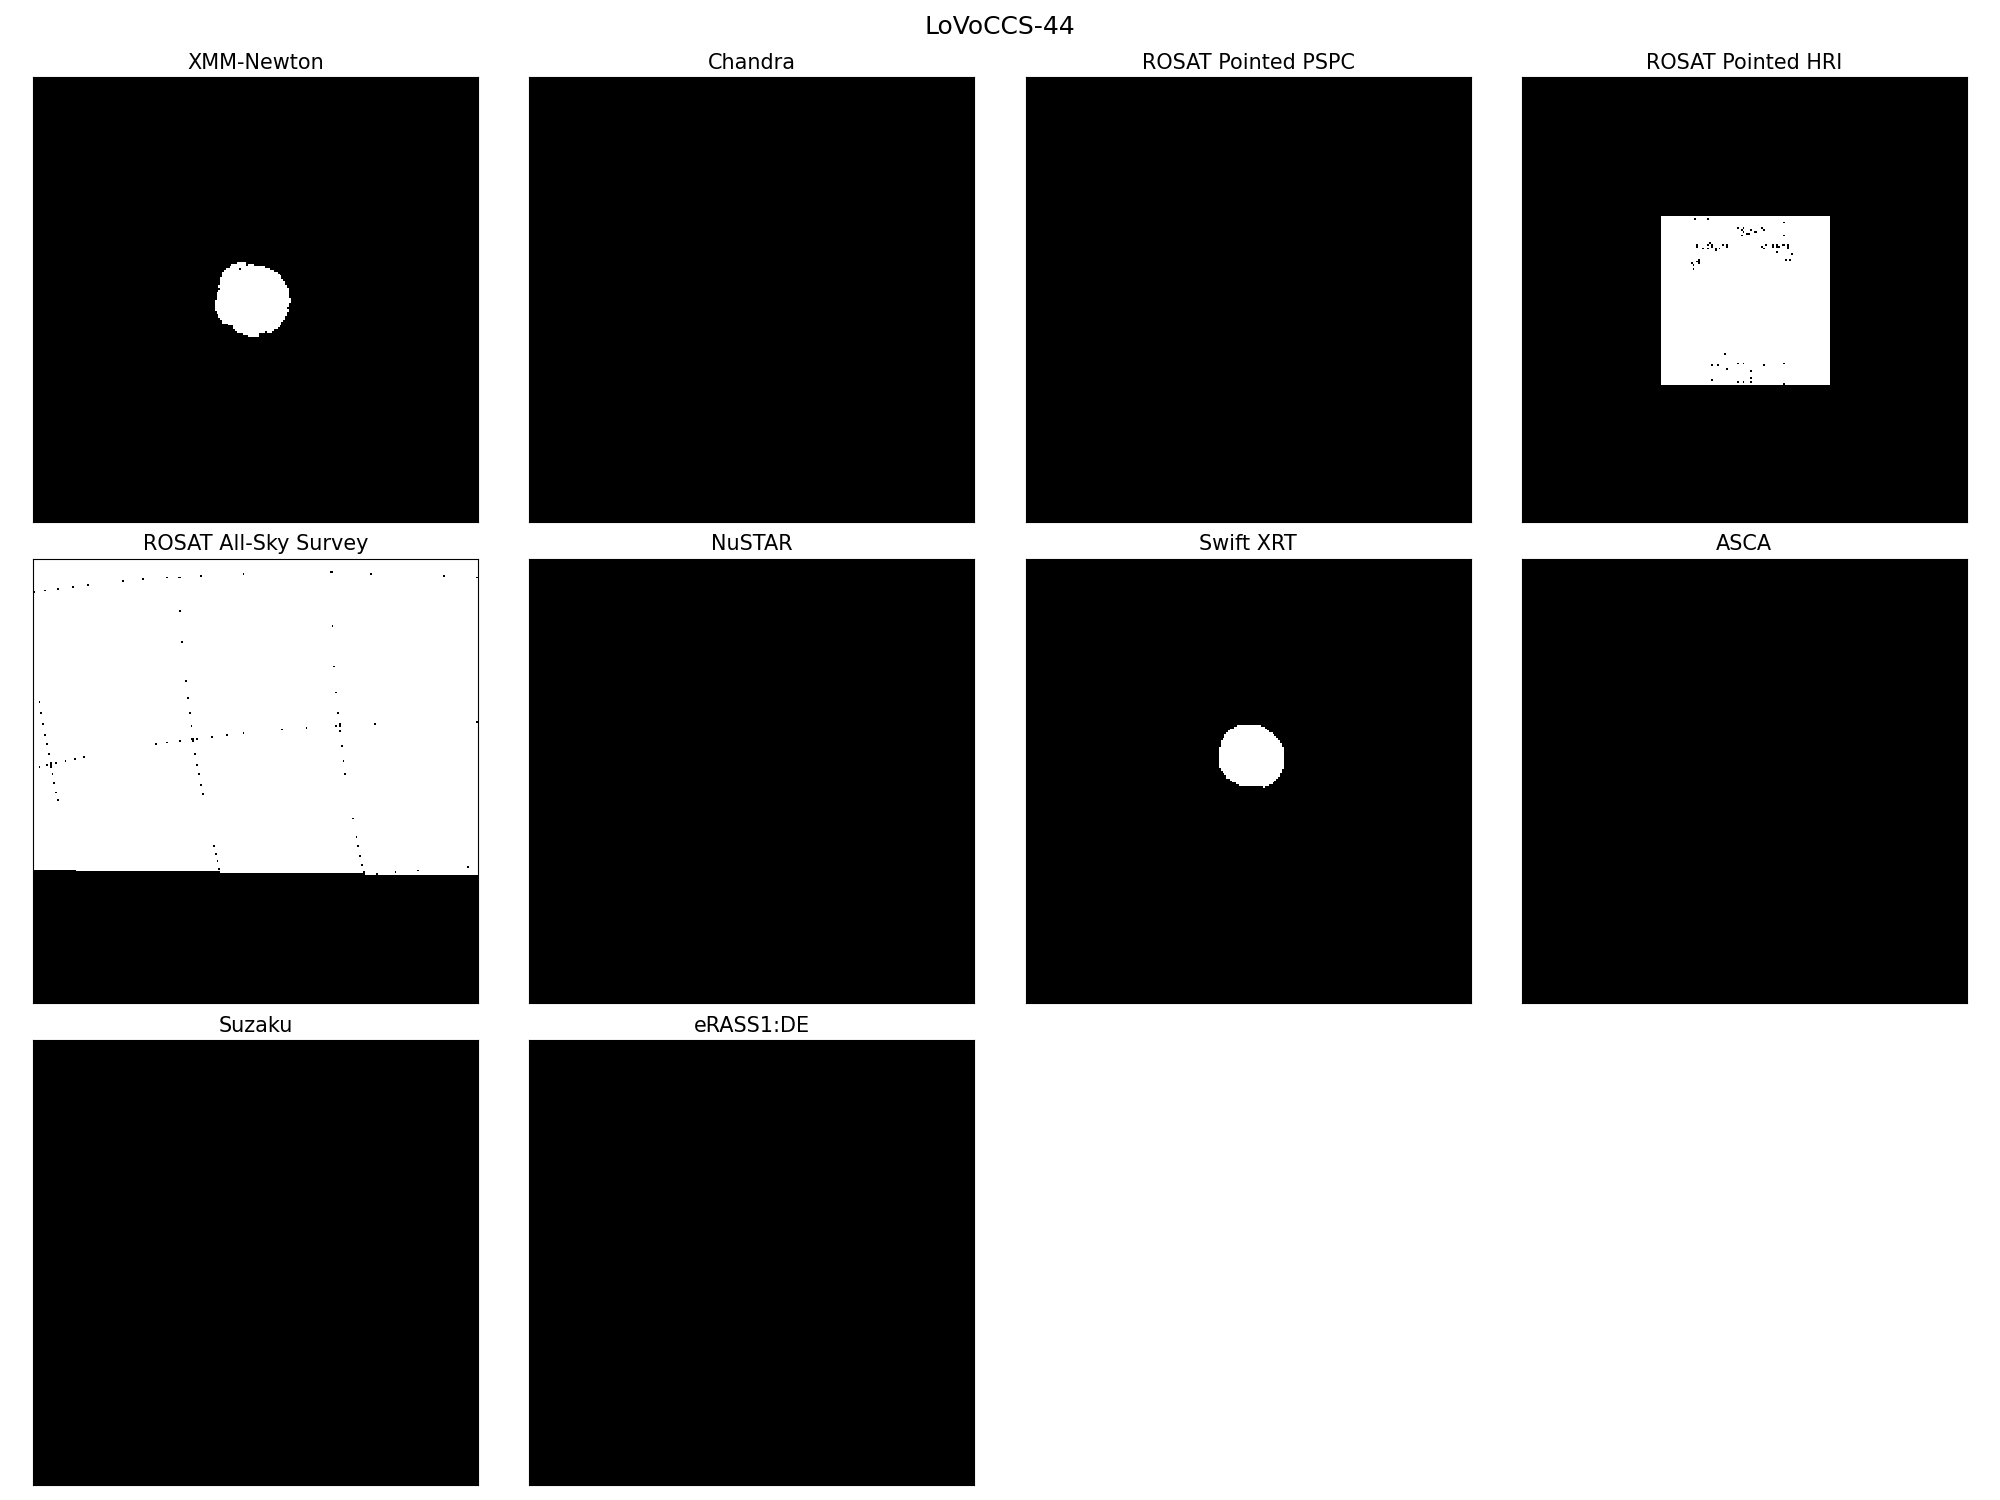 LoVoCCS-44
XMM-Newton
Chandra
ROSAT Pointed PSPC
ROSAT Pointed HRI
ROSAT All-Sky Survey
NuSTAR
Swift XRT
ASCA
Suzaku
eRASS1:DE